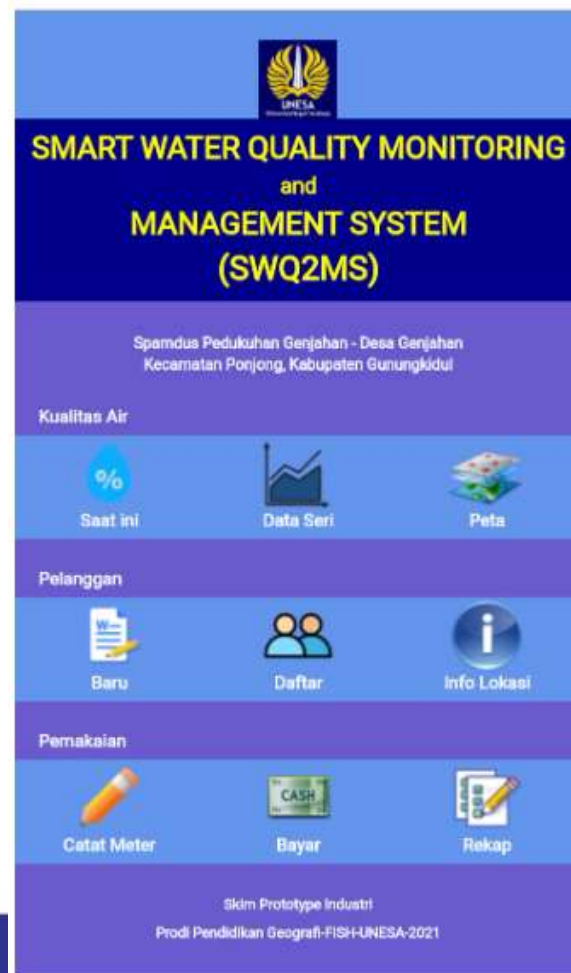 UNESA
SMART WATER QUALITY MONITORING
and
MANAGEMENT SYSTEM
(SWQ2MS)
Spamdus Pedukuhan Genjahan - Desa Genjahan
Kecamatan Ponjong, Kabupaten Gunungkidul
Kualitas Air
%
Saat ini Data Seri Peta
Pelanggan
W
Baru Daftar Info Lokasi
Pemakaian
CASH
Catat Meter Bayar Rekap
Skim Prototype Industri
Prodi Pendidikan Geografi-FISH-UNESA-2021